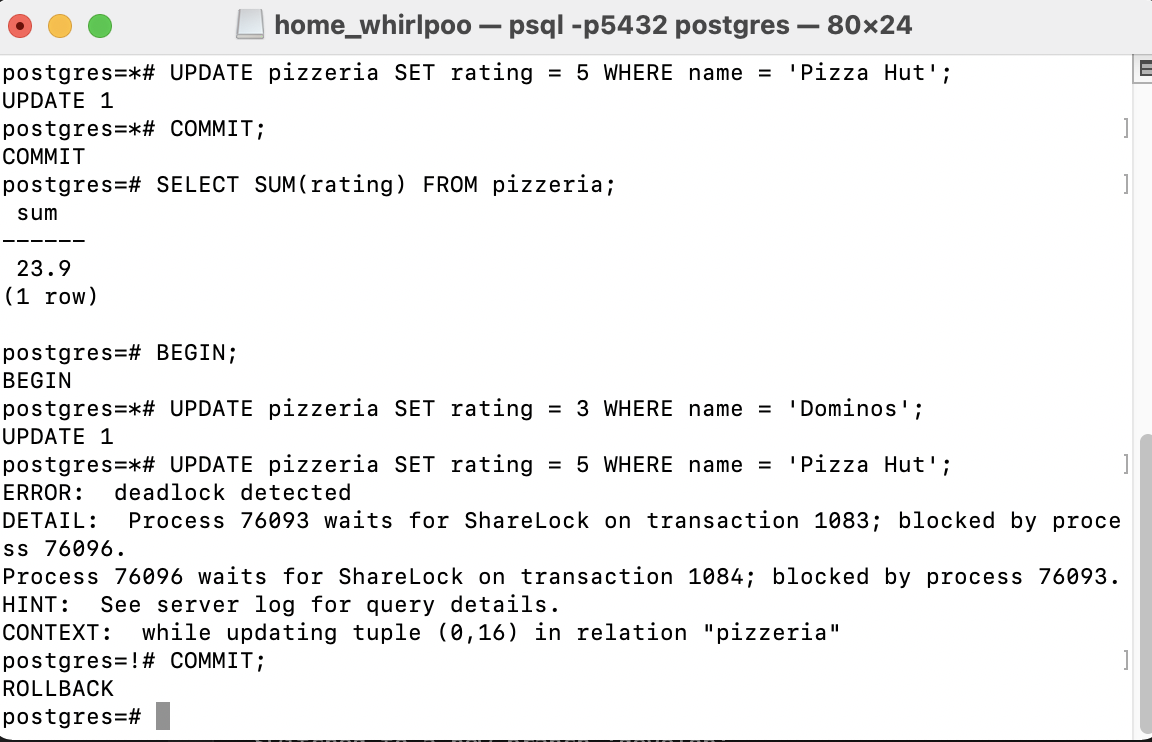 home_whirlpoo — psql -p5432 postgres — 80×24
postgres=*# UPDATE pizzeria SET rating = 5 WHERE name = 'Pizza Hut';
UPDATE 1
postgres=*# COMMIT;
COMMIT
postgres=# SELECT SUM(rating) FROM pizzeria;
 sum
------
 23.9
(1 row)

postgres=# BEGIN;
BEGIN
postgres=*# UPDATE pizzeria SET rating = 3 WHERE name = 'Dominos';
UPDATE 1
postgres=*# UPDATE pizzeria SET rating = 5 WHERE name = 'Pizza Hut';
ERROR:  deadlock detected
DETAIL:  Process 76093 waits for ShareLock on transaction 1083; blocked by proce
ss 76096.
Process 76096 waits for ShareLock on transaction 1084; blocked by process 76093.
HINT:  See server log for query details.
CONTEXT:  while updating tuple (0,16) in relation "pizzeria"
postgres=!# COMMIT;
ROLLBACK
postgres=#